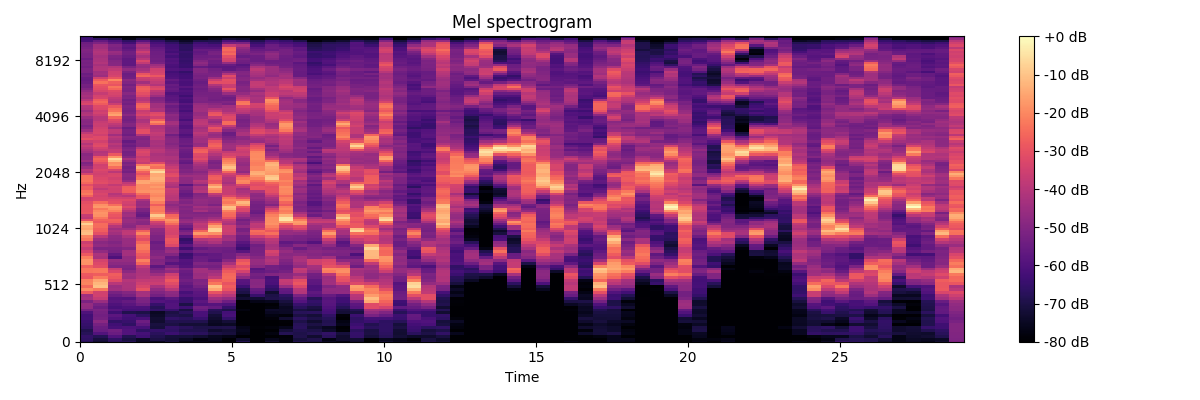 Mel spectrogram
8192
4096
2048
1024
512
0
Hz
0 5 10 15 20 25
Time
+0 dB
-10 dB
-20 dB
-30 dB
-40 dB
-50 dB
-60 dB
-70 dB
-80 dB